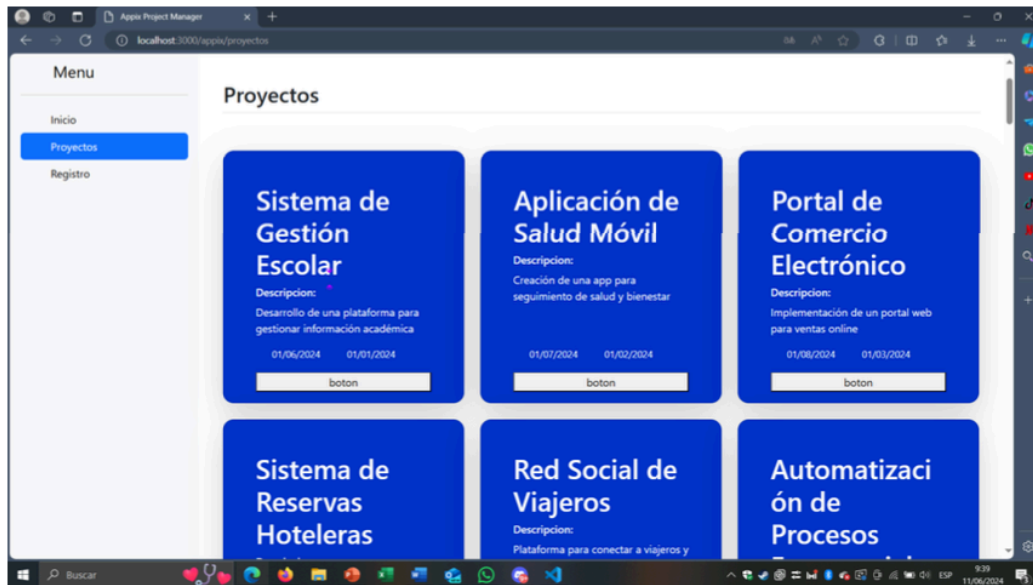 Appix Project Manager
localhost:3000/appix/proyectos
Menu
Inicio
Proyectos
Registro
Proyectos
Sistema de
Gestión
Escolar
Descripcion:
Desarrollo de una plataforma para
gestionar información académica
01/06/2024 01/01/2024
boton
Aplicación de
Salud Móvil
Descripcion:
Creación de una app para
seguimiento de salud y bienestar
01/07/2024 01/02/2024
boton
Portal de
Comercio
Electrónico
Descripcion:
Implementación de un portal web
para ventas online
01/08/2024 01/03/2024
boton
Sistema de
Reservas
Hoteleras
Red Social de
Viajeros
Descripcion:
Plataforma para conectar a viajeros y
Automatizaci
ón de
Procesos
Buscar
ESP
9:39
11/06/2024